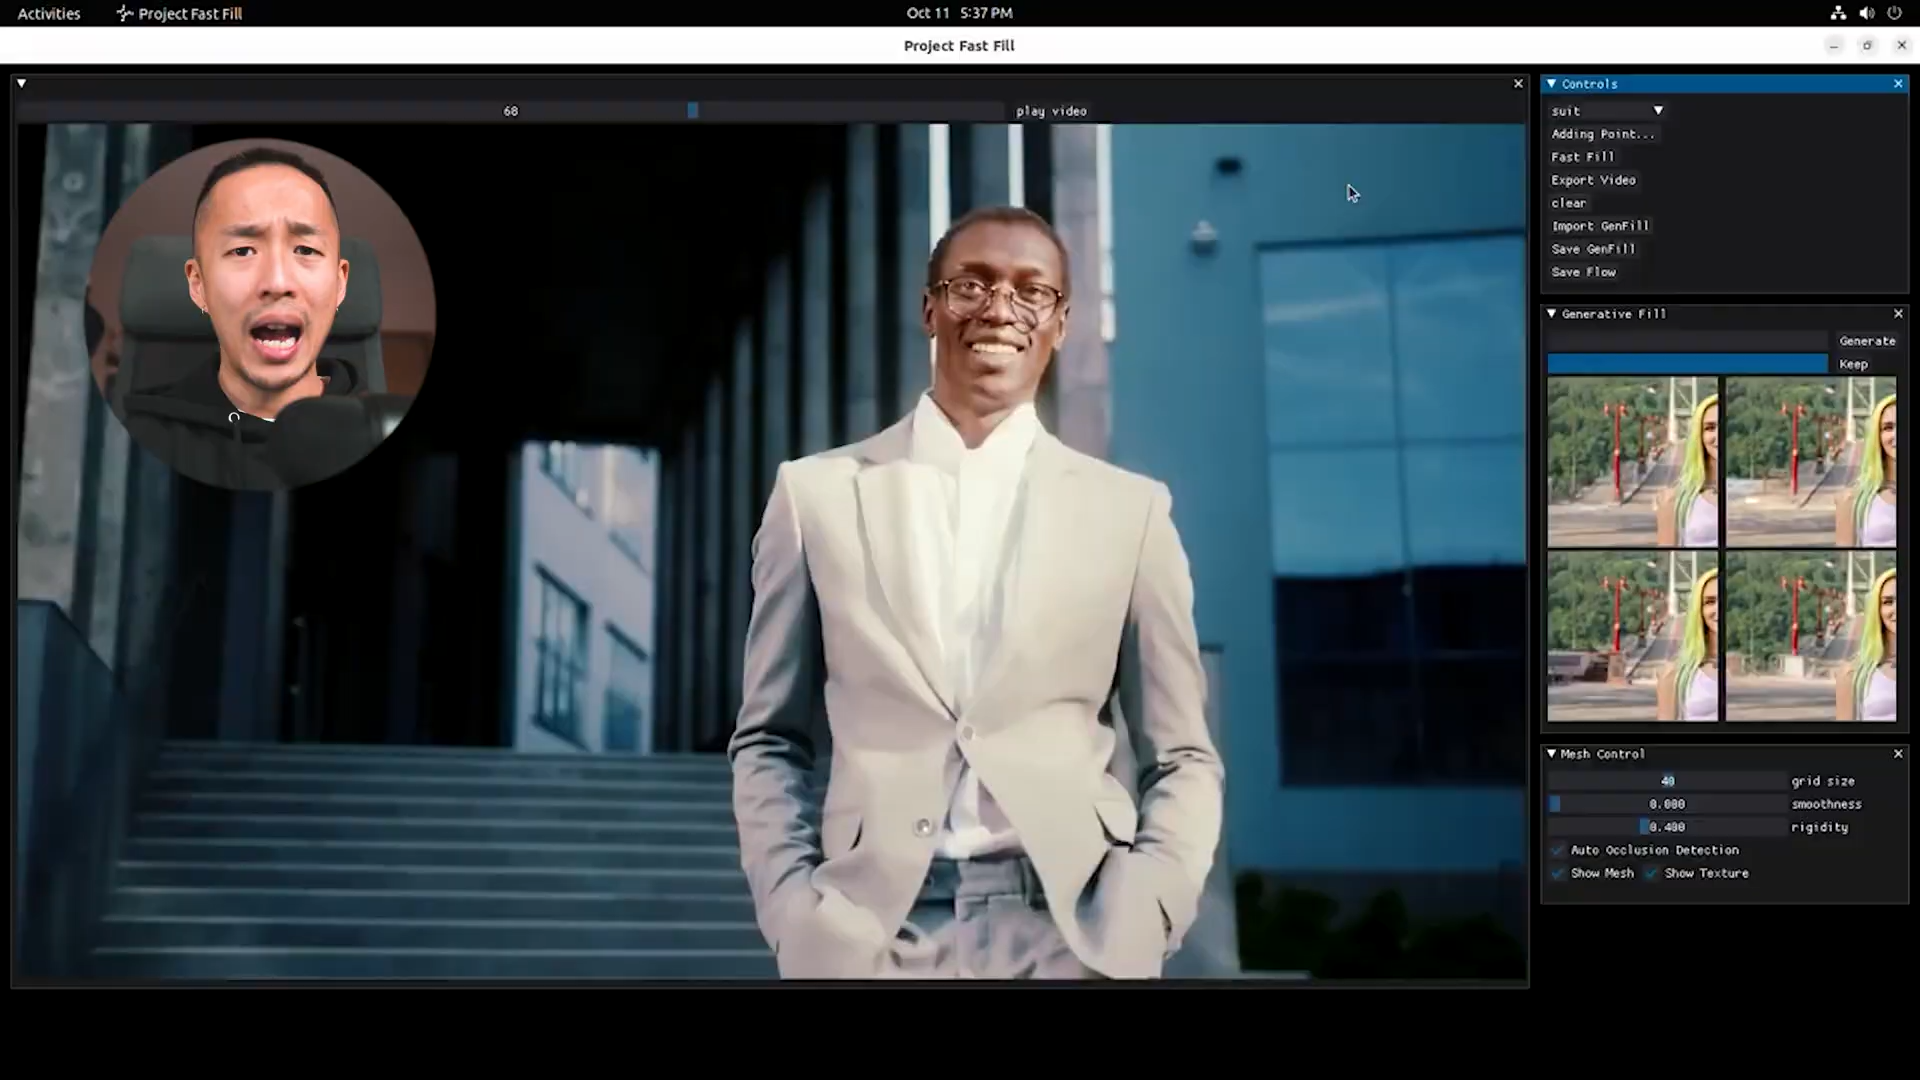 Activities Project Fast Fill Oct 11 5:37 PM
Project Fast Fill
68 play video
Controls
suit
Adding Point...
Fast Fill
Export Video
clear
Import GenFill
Save GenFill
Save Flow
Generative Fill
Generate
Keep
Mesh Control
40 grid size
0.000 smoothness
0.400 rigidity
Auto Occlusion Detection
Show Mesh Show Texture